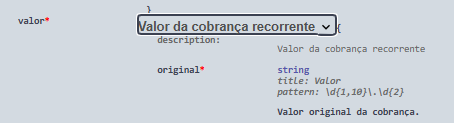 }
valor*
Valor da cobrança recorrente {
description:
Valor da cobrança recorrente
original*
string
title: Valor
pattern: \d{1,10}\.\d{2}
Valor original da cobrança.